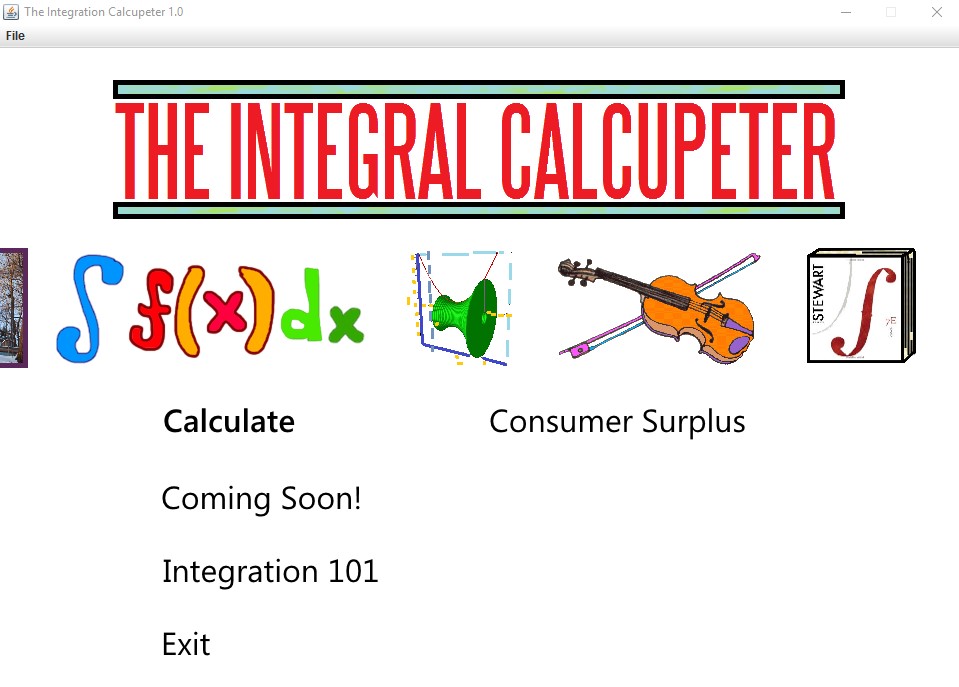 The Integration Calcupeter 1.0
File
THE INTEGRAL CALCUPETER
∫ f(x) dx
STEWART
7E
Calculate
Consumer Surplus
Coming Soon!
Integration 101
Exit